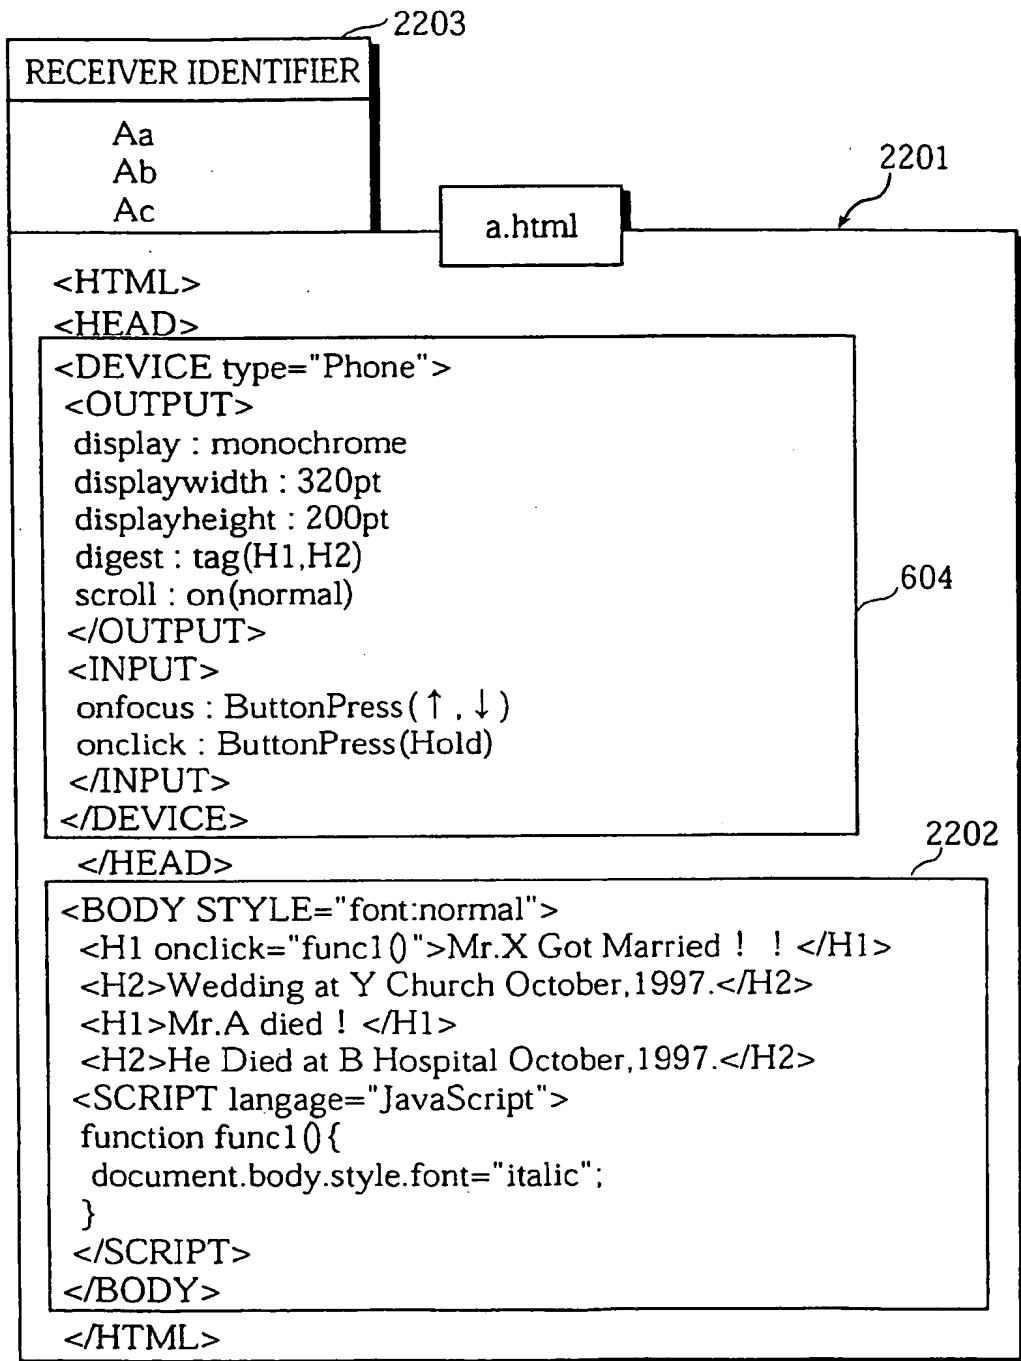 2203
RECEIVER IDENTIFIER
Aa
Ab
Ac
2201
a.html
<HTML>
<HEAD>
<DEVICE type="Phone">
<OUTPUT>
display : monochrome
displaywidth : 320pt
displayheight : 200pt
digest : tag(H1,H2)
scroll : on(normal)
</OUTPUT>
<INPUT>
onfocus : ButtonPress(↑,↓)
onclick : ButtonPress(Hold)
</INPUT>
</DEVICE>
604
</HEAD>
2202
<BODY STYLE="font:normal">
<H1 onclick="func1()">Mr.X Got Married ! ! </H1>
<H2>Wedding at Y Church October,1997.</H2>
<H1>Mr.A died ! </H1>
<H2>He Died at B Hospital October,1997.</H2>
<SCRIPT langage="JavaScript">
function func1(){
document.body.style.font="italic";
}
</SCRIPT>
</BODY>
</HTML>